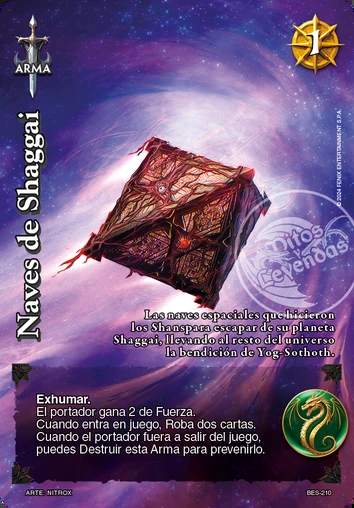 1
ARMA
Naves de Shaggai
© 2024 FENIX ENTERTAINMENT S.P.A
Mitos
y
Leyendas
Las naves espaciales que hicieron
los Shanspara escapar de su planeta
Shaggai, llevando al resto del universo
la bendición de Yog-Sothoth.
Exhumar.
El portador gana 2 de Fuerza.
Cuando entra en juego, Roba dos cartas.
Cuando el portador fuera a salir del juego,
puedes Destruir esta Arma para prevenirlo.
ARTE: NITROX
BES-210